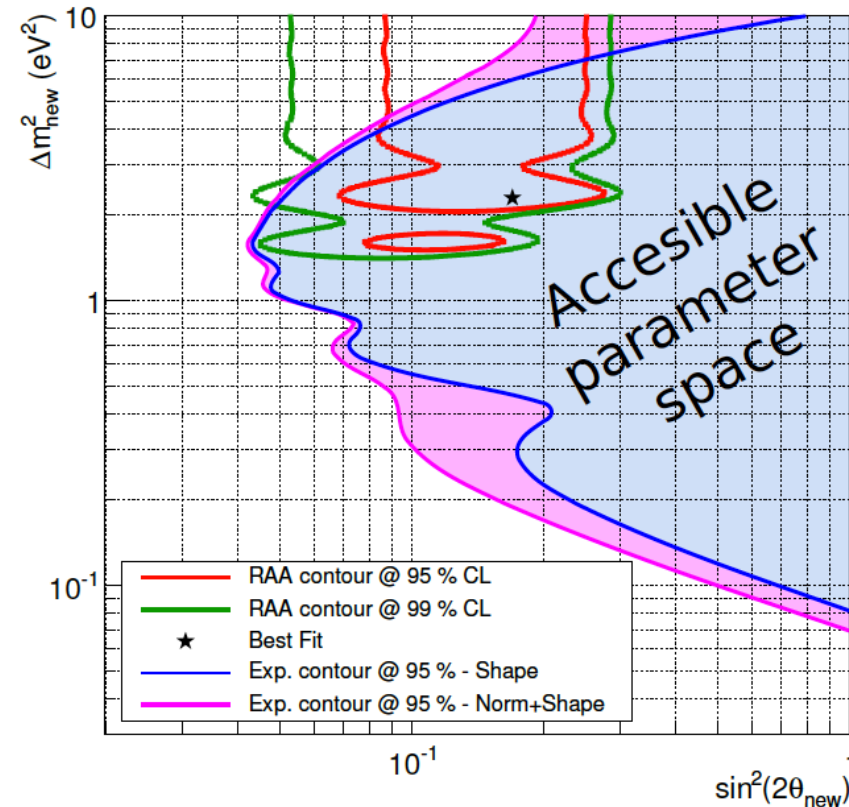 10
Δm²new (eV²)
1
Accesible
parameter
space
10⁻¹
RAA contour @ 95 % CL
RAA contour @ 99 % CL
★ Best Fit
Exp. contour @ 95 % - Shape
Exp. contour @ 95 % - Norm+Shape
10⁻¹
1
sin²(2θnew)